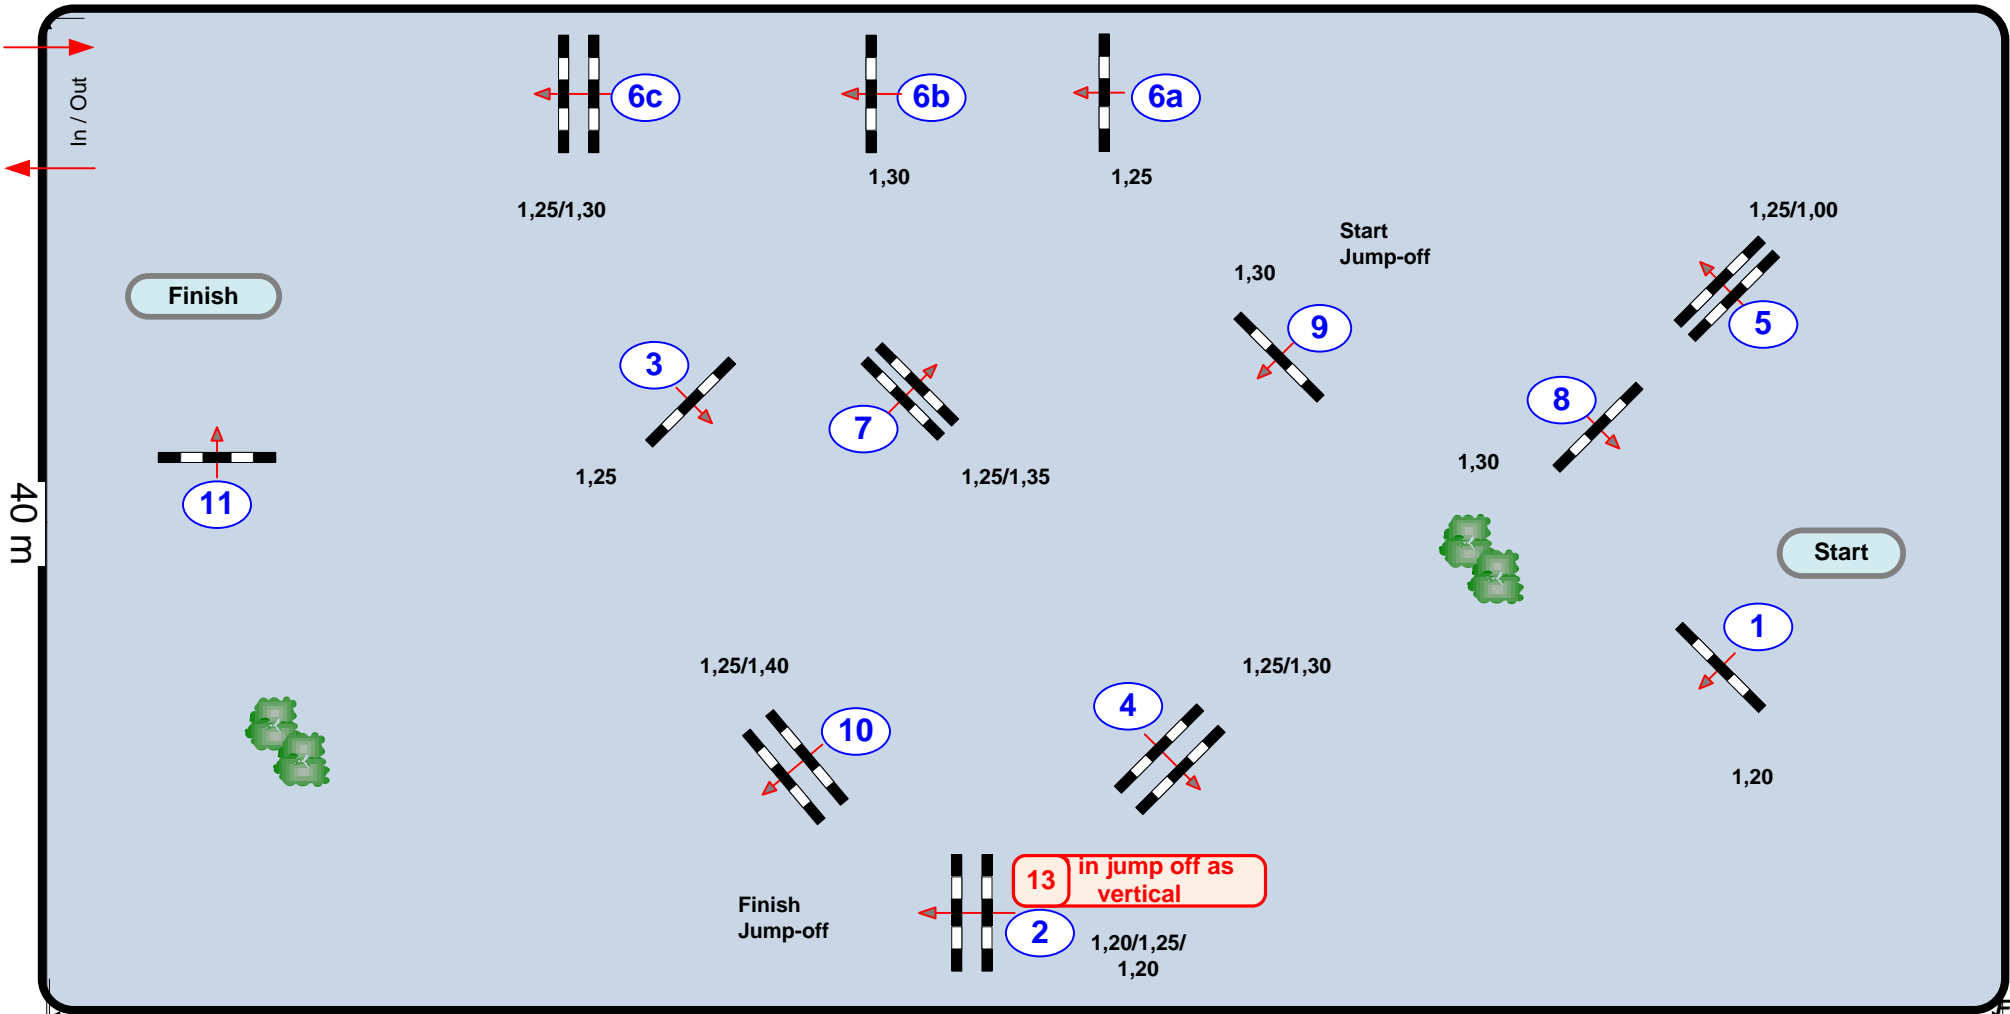 In / Out
6c
6b
6a
1,30
1,25
1,25/1,30
1,25/1,00
Start
Jump-off
1,30
Finish
9
5
3
7
8
1,25
1,25/1,35
1,30
11
40 m
Start
1
1,25/1,40
1,25/1,30
4
10
1,20
13
in jump off as
vertical
Finish
Jump-off
2
1,20/1,25/
1,20